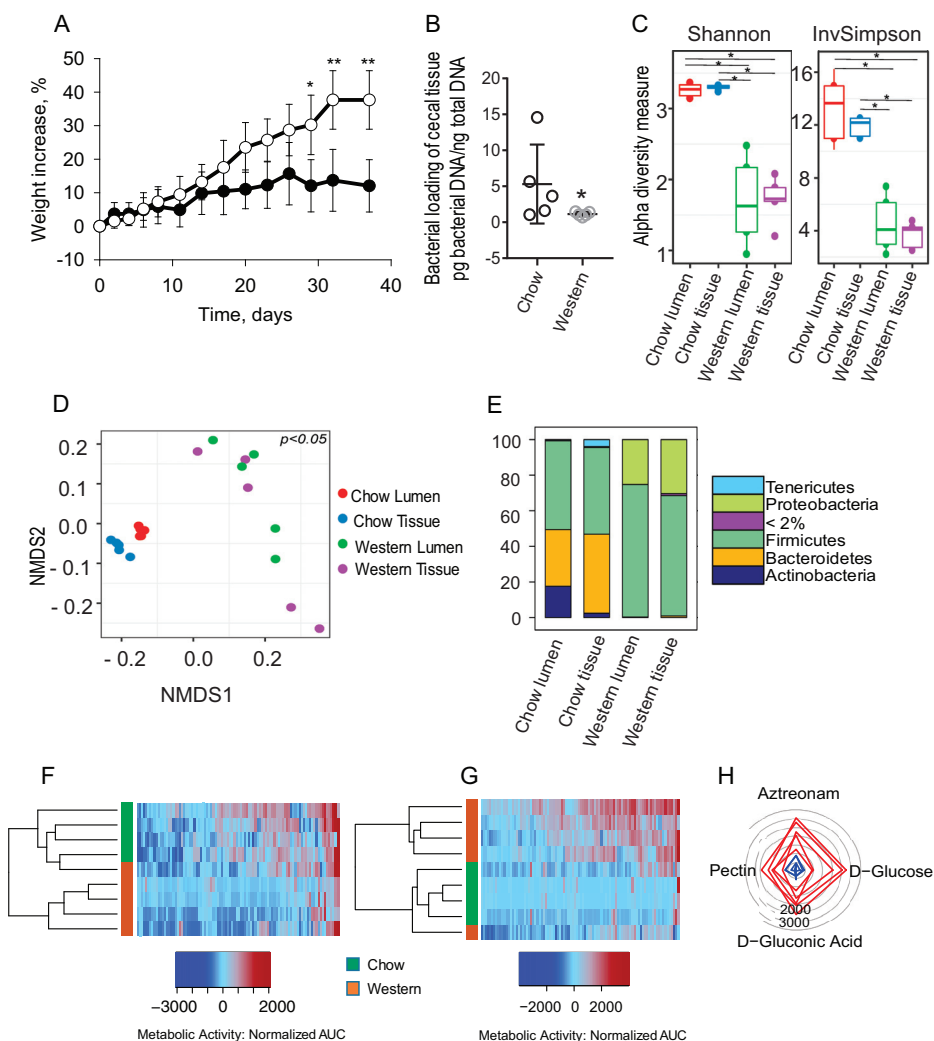 A
Weight increase, %
50
40
30
20
10
0
-10
*
**
**
0
10
20
30
40
Time, days
B
Bacterial loading of cecal tissue
pg bacterial DNA/ng total DNA
20
15
10
5
0
-5
*
Chow
Western
C
Shannon
InvSimpson
Alpha diversity measure
3
2
1
16
12
8
4
*
*
*
*
*
*
*
*
Chow lumen
Chow tissue
Western lumen
Western tissue
Chow lumen
Chow tissue
Western lumen
Western tissue
D
p<0.05
NMDS2
0.2
0.1
0.0
- 0.1
- 0.2
- 0.2
0.0
0.2
NMDS1
Chow Lumen
Chow Tissue
Western Lumen
Western Tissue
E
100
80
60
40
20
0
Chow lumen
Chow tissue
Western lumen
Western tissue
Tenericutes
Proteobacteria
< 2%
Firmicutes
Bacteroidetes
Actinobacteria
F
−3000
0
2000
Metabolic Activity: Normalized AUC
Chow
Western
G
−2000
0
2000
Metabolic Activity: Normalized AUC
H
Aztreonam
Pectin
D−Glucose
2000
3000
D−Gluconic Acid